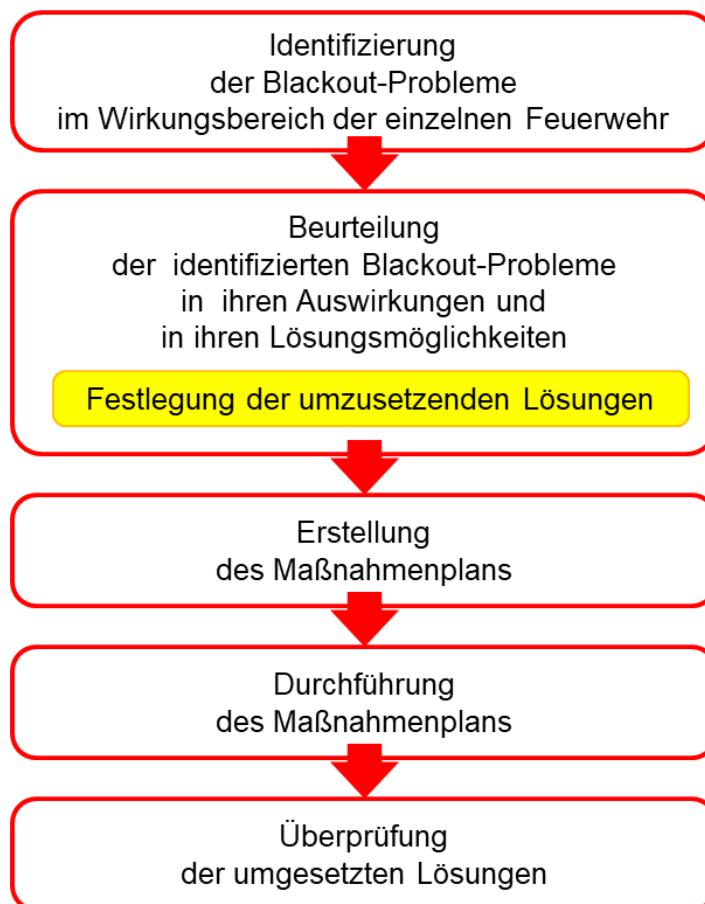 Identifizierung
der Blackout-Probleme
im Wirkungsbereich der einzelnen Feuerwehr
Beurteilung
der identifizierten Blackout-Probleme
in ihren Auswirkungen und
in ihren Lösungsmöglichkeiten
Festlegung der umzusetzenden Lösungen
Erstellung
des Maßnahmenplans
Durchführung
des Maßnahmenplans
Überprüfung
der umgesetzten Lösungen